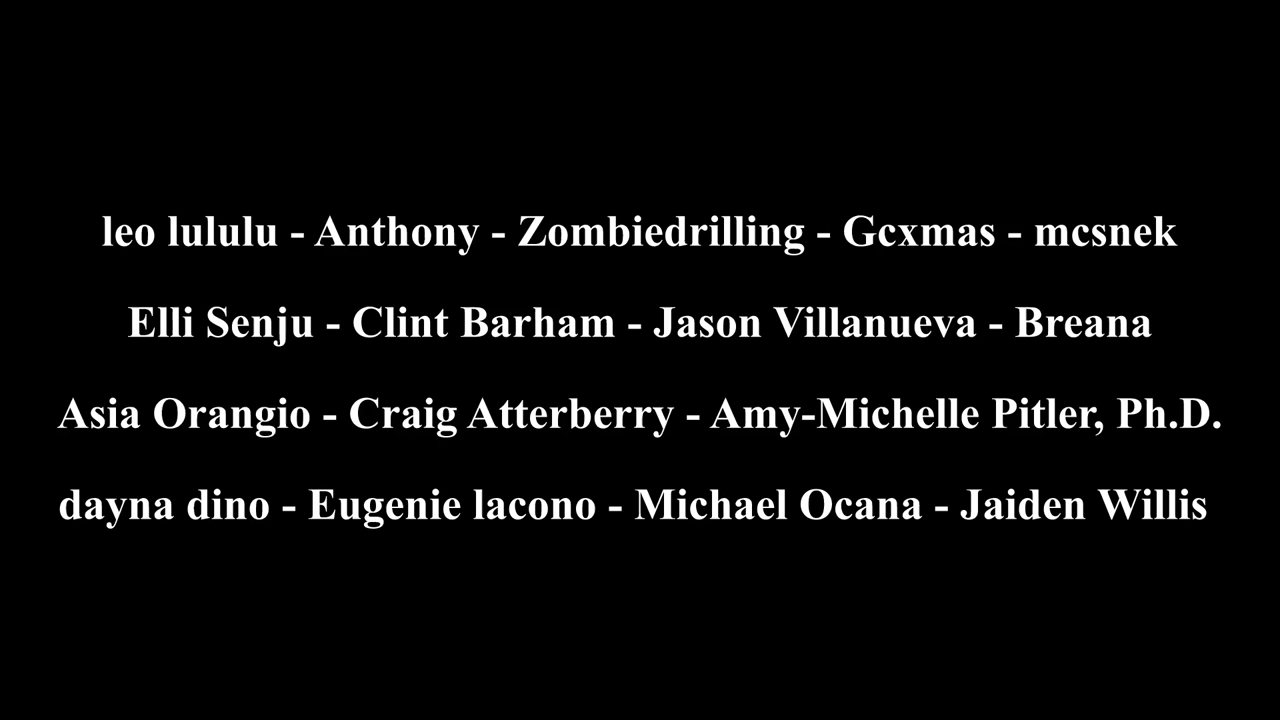 leo lululu - Anthony - Zombiedrilling - Gcxmas - mcsnek
Elli Senju - Clint Barham - Jason Villanueva - Breana
Asia Orangio - Craig Atterberry - Amy-Michelle Pitler, Ph.D.
dayna dino - Eugenie lacono - Michael Ocana - Jaiden Willis